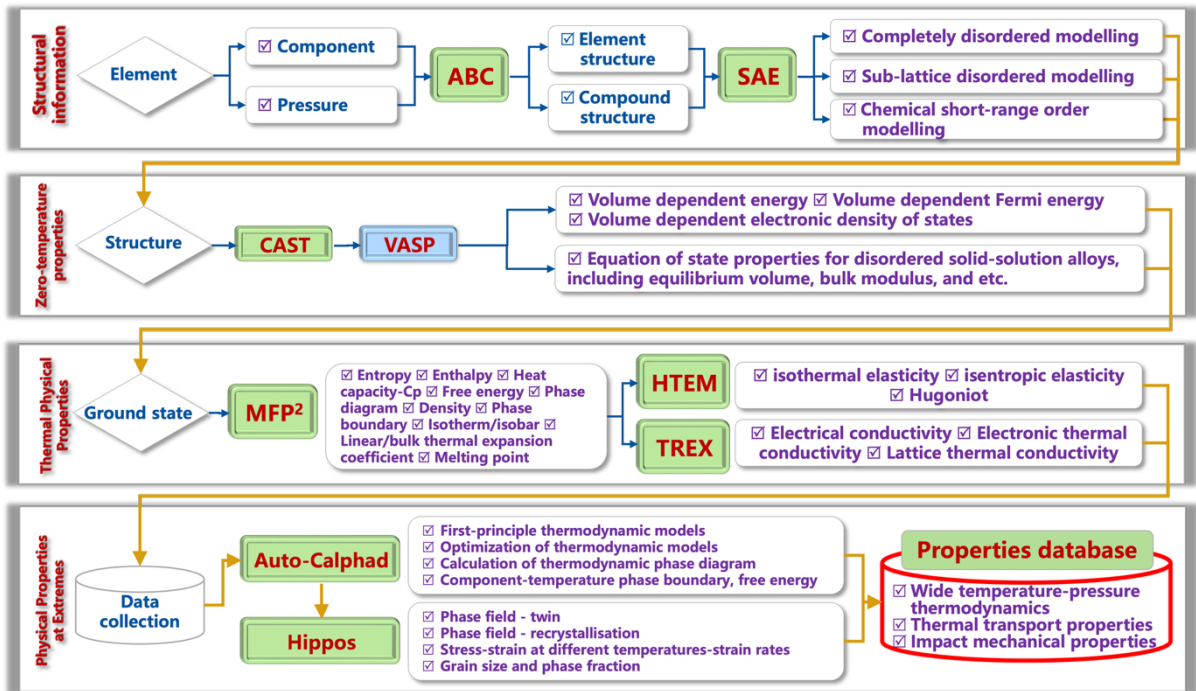 Structural
information
Element
☑ Component
☑ Pressure
ABC
☑ Element
structure
☑ Compound
structure
SAE
☑ Completely disordered modelling
☑ Sub-lattice disordered modelling
☑ Chemical short-range order
modelling
Zero-temperature
properties
Structure
CAST
VASP
☑ Volume dependent energy ☑ Volume dependent Fermi energy
☑ Volume dependent electronic density of states
☑ Equation of state properties for disordered solid-solution alloys,
including equilibrium volume, bulk modulus, and etc.
Thermal Physical
Properties
Ground state
MFP²
☑ Entropy ☑ Enthalpy ☑ Heat
capacity-Cp ☑ Free energy ☑ Phase
diagram ☑ Density ☑ Phase
boundary ☑ Isotherm/isobar ☑
Linear/bulk thermal expansion
coefficient ☑ Melting point
HTEM
☑ isothermal elasticity ☑ isentropic elasticity
☑ Hugoniot
TREX
☑ Electrical conductivity ☑ Electronic thermal
conductivity ☑ Lattice thermal conductivity
Physical Properties
at Extremes
Data
collection
Auto-Calphad
☑ First-principle thermodynamic models
☑ Optimization of thermodynamic models
☑ Calculation of thermodynamic phase diagram
☑ Component-temperature phase boundary, free energy
Hippos
☑ Phase field - twin
☑ Phase field - recrystallisation
☑ Stress-strain at different temperatures-strain rates
☑ Grain size and phase fraction
Properties database
☑ Wide temperature-pressure
thermodynamics
☑ Thermal transport properties
☑ Impact mechanical properties